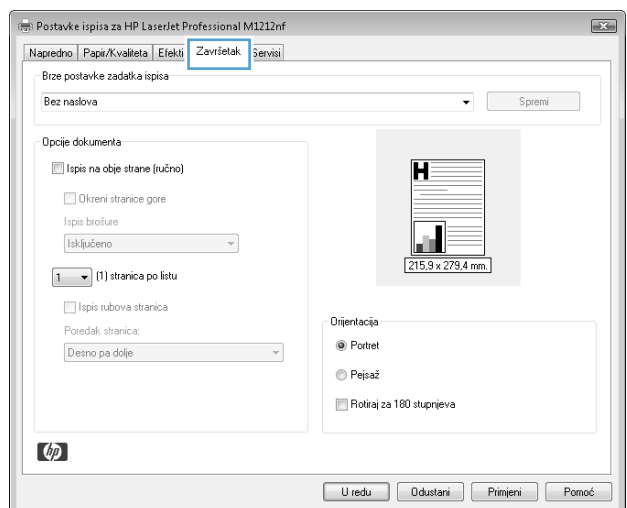 Postavke ispisa za HP LaserJet Professional M1212nf
Napredno Papir/Kvaliteta Efekti Završetak Servisi
Brze postavke zadatka ispisa
Bez naslova
Spremi
Opcije dokumenta
Ispis na obje strane (ručno)
Okreni stranice gore
Ispis brošure
Isključeno
1 (1) stranica po listu
Ispis rubova stranica
Poredak stranica:
Desno pa dolje
H
215,9 x 279,4 mm.
Orijentacija
Portret
Pejsaž
Rotiraj za 180 stupnjeva
hp
U redu Odustani Primijeni Pomoć